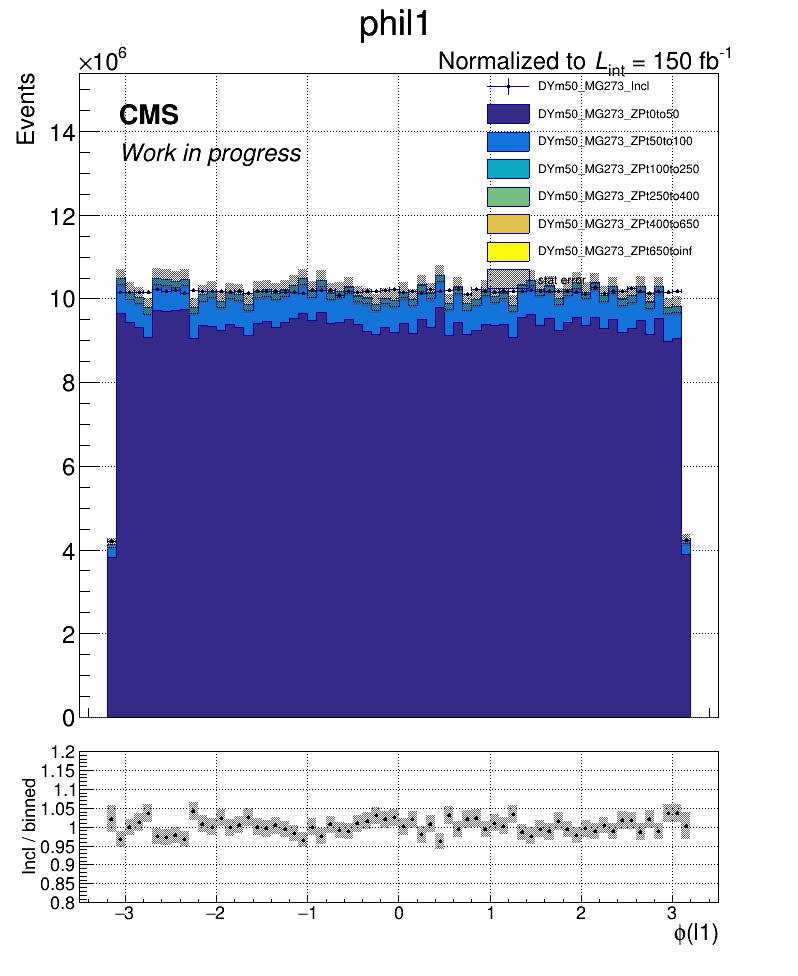 phil1
×10⁶
Normalized to L_int = 150 fb⁻¹
Events
CMS
Work in progress
DYm50_MG273_Incl
DYm50_MG273_ZPt0to50
DYm50_MG273_ZPt50to100
DYm50_MG273_ZPt100to250
DYm50_MG273_ZPt250to400
DYm50_MG273_ZPt400to650
DYm50_MG273_ZPt650toinf
stat error
14
12
10
8
6
4
2
0
Incl / binned
1.2
1.15
1.1
1.05
1
0.95
0.9
0.85
0.8
−3 −2 −1 0 1 2 3
ϕ(l1)